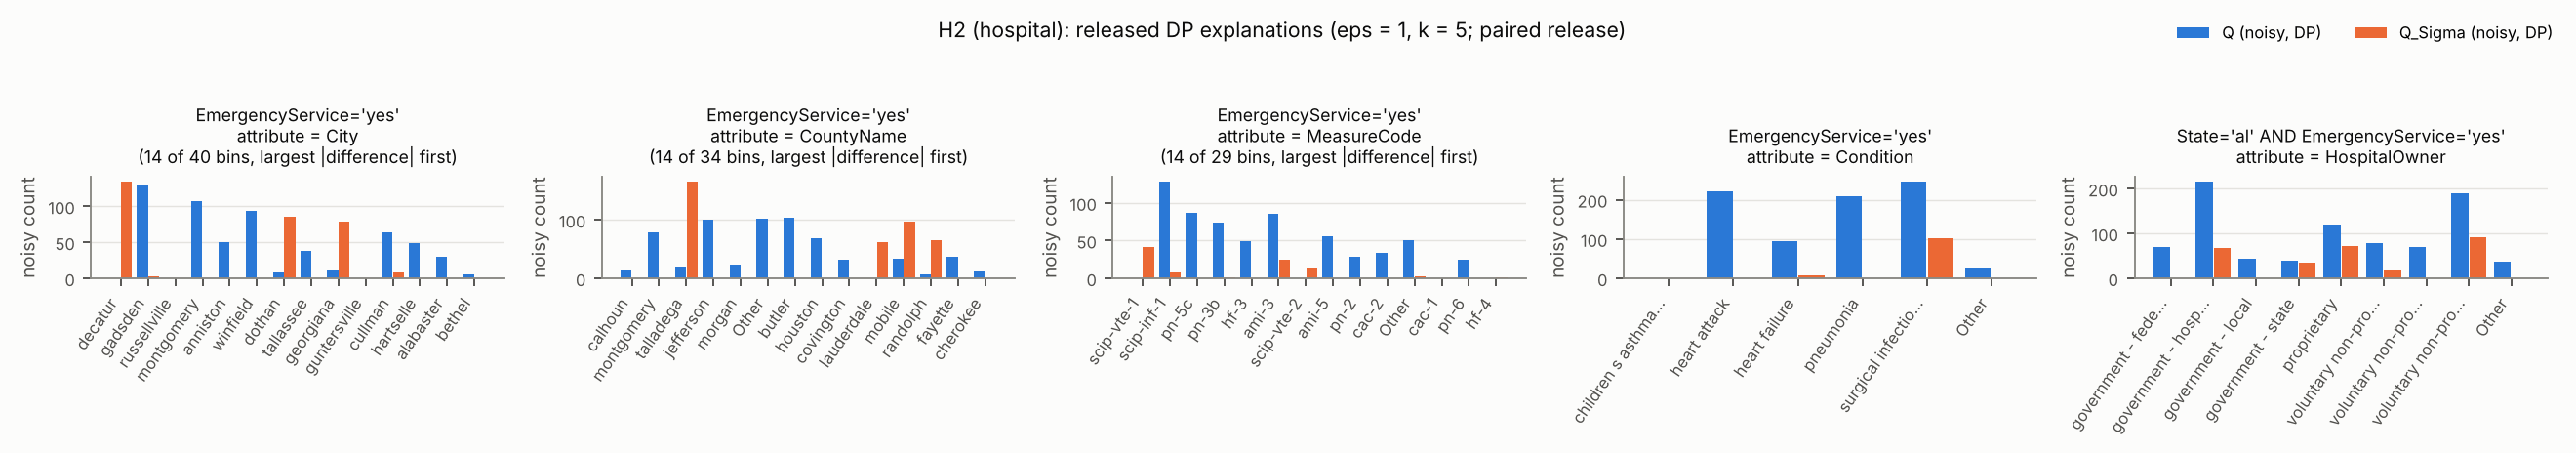 H2 (hospital): released DP explanations (eps = 1, k = 5; paired release)
Q (noisy, DP)
Q_Sigma (noisy, DP)
EmergencyService='yes'
attribute = City
(14 of 40 bins, largest |difference| first)
noisy count
100
50
0
decatur
gadsden
russellville
montgomery
anniston
winfield
dothan
tallassee
georgiana
guntersville
cullman
hartselle
alabaster
bethel
EmergencyService='yes'
attribute = CountyName
(14 of 34 bins, largest |difference| first)
noisy count
100
0
calhoun
montgomery
talladega
jefferson
morgan
Other
butler
houston
covington
lauderdale
mobile
randolph
fayette
cherokee
EmergencyService='yes'
attribute = MeasureCode
(14 of 29 bins, largest |difference| first)
noisy count
100
50
0
scip-vte-1
scip-inf-1
pn-5c
pn-3b
hf-3
ami-3
scip-vte-2
ami-5
pn-2
cac-2
Other
cac-1
pn-6
hf-4
EmergencyService='yes'
attribute = Condition
noisy count
200
100
0
children s asthma...
heart attack
heart failure
pneumonia
surgical infectio...
Other
State='al' AND EmergencyService='yes'
attribute = HospitalOwner
noisy count
200
100
0
government - fede...
government - hosp...
government - local
government - state
proprietary
voluntary non-pro...
voluntary non-pro...
voluntary non-pro...
Other